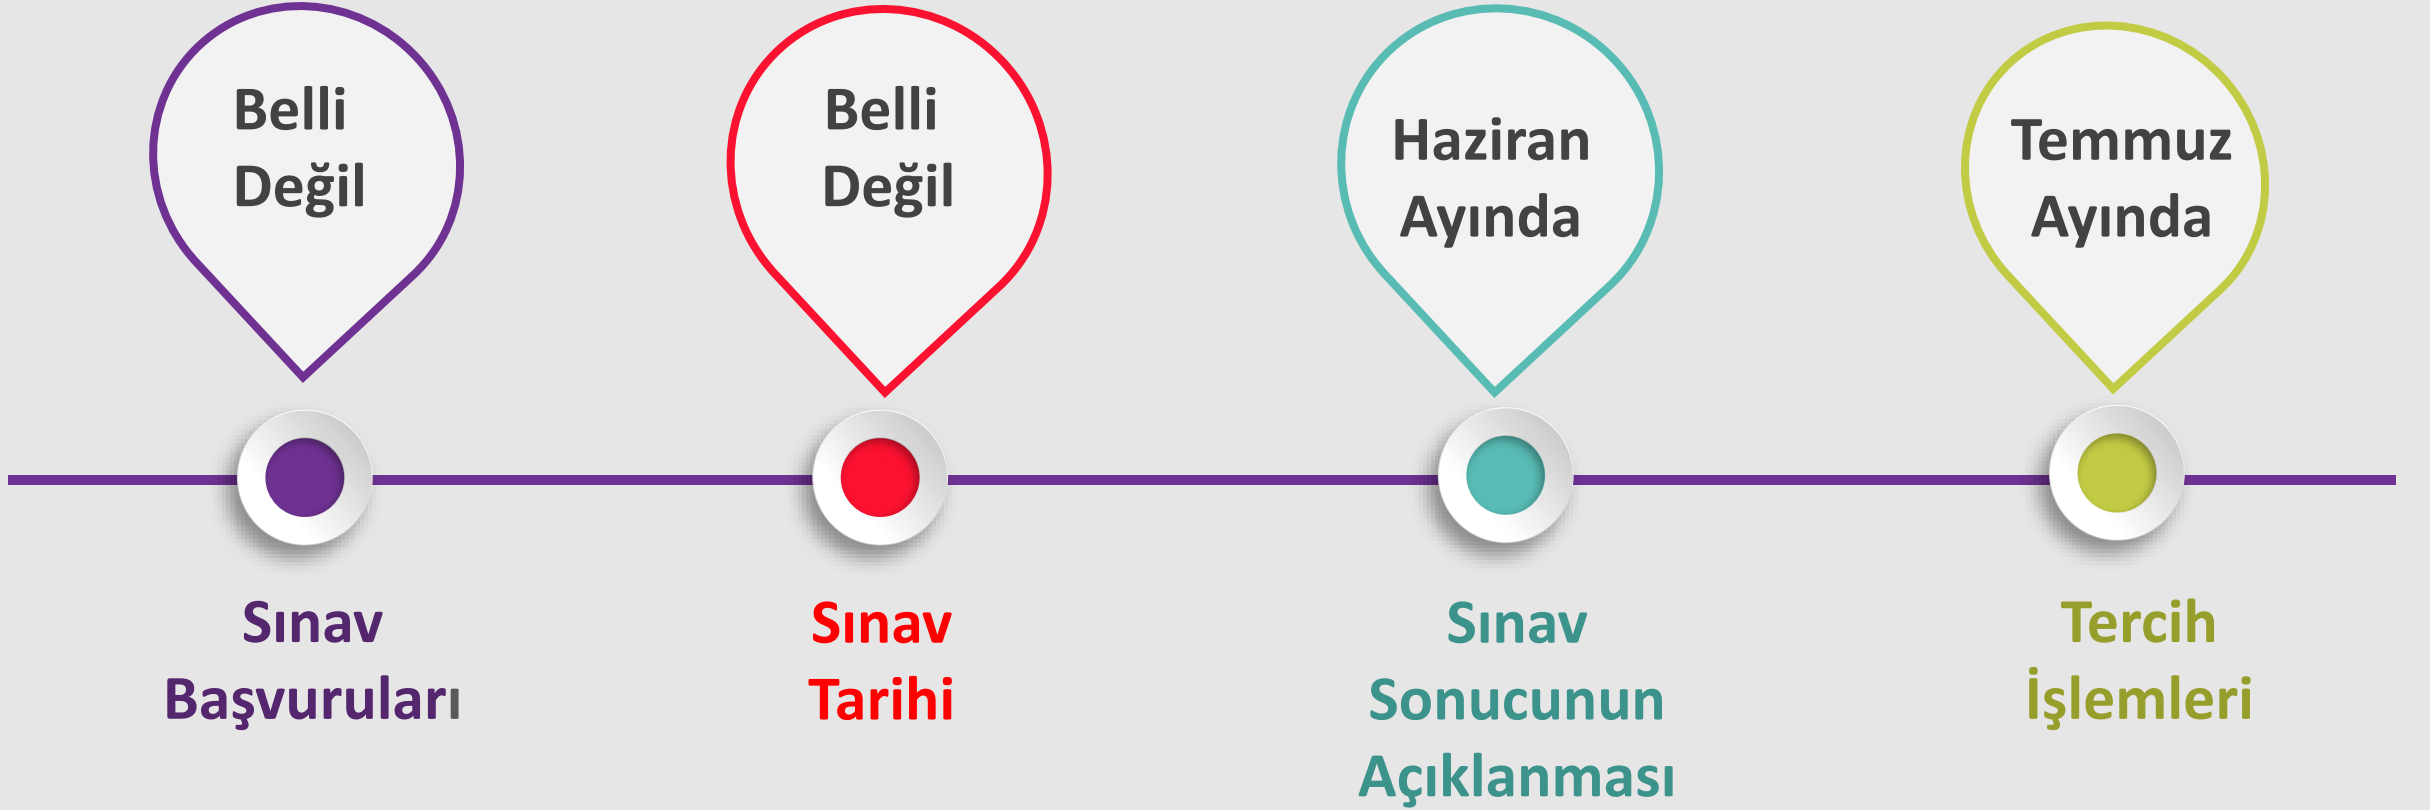 Belli
Değil
Belli
Değil
Haziran
Ayında
Temmuz
Ayında
Sınav
Başvuruları
Sınav
Tarihi
Sınav
Sonucunun
Açıklanması
Tercih
İşlemleri